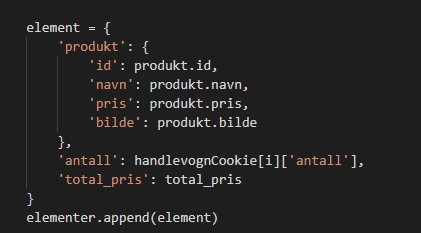 element = {
'produkt': {
'id': produkt.id,
'navn': produkt.navn,
'pris': produkt.pris,
'bilde': produkt.bilde
},
'antall': handlevognCookie[i]['antall'],
'total_pris': total_pris
}
elementer.append(element)